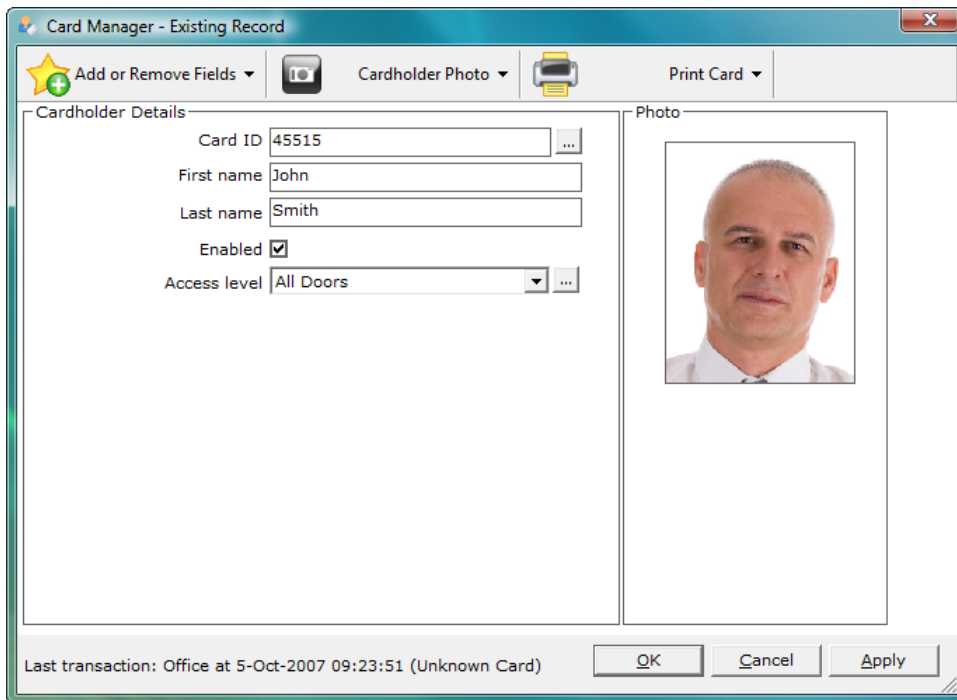 Card Manager - Existing Record
Add or Remove Fields
Cardholder Photo
Print Card
Cardholder Details
Card ID 45515 ...
First name John
Last name Smith
Enabled
Access level All Doors ...
Photo
Last transaction: Office at 5-Oct-2007 09:23:51 (Unknown Card)
OK
Cancel
Apply